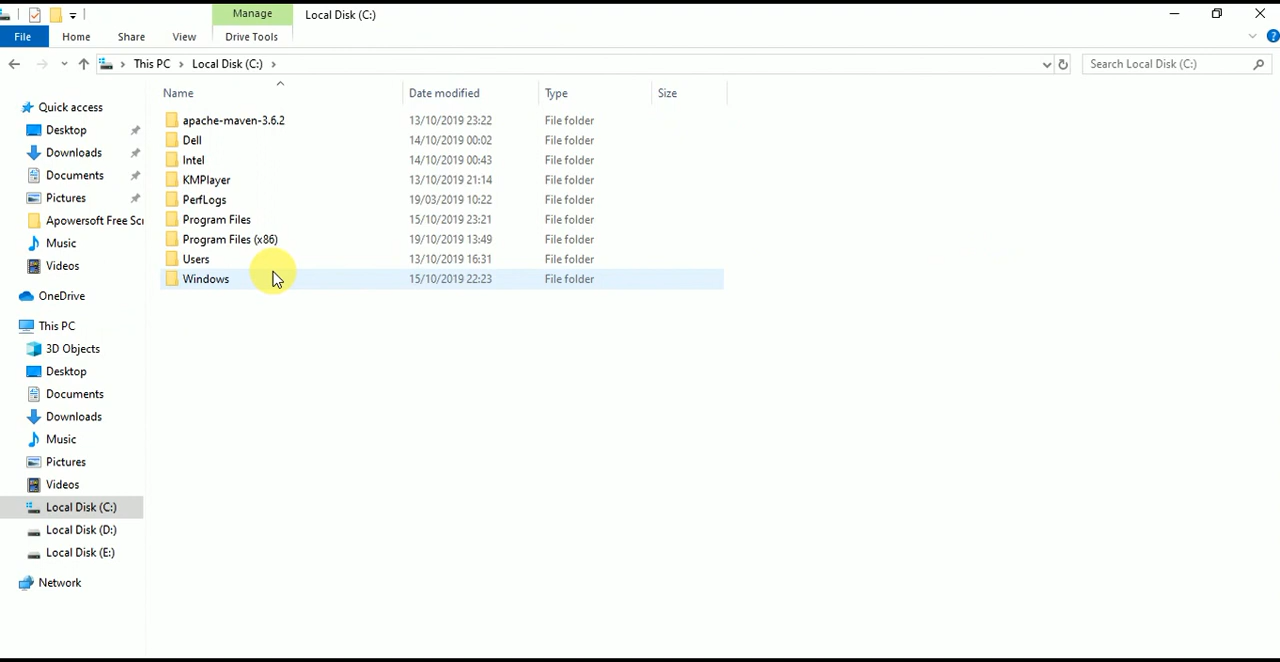 Manage
Local Disk (C:)
File
Home
Share
View
Drive Tools
This PC
Local Disk (C:)
Search Local Disk (C:)
Quick access
Desktop
Downloads
Documents
Pictures
Apowersoft Free Scr
Music
Videos
OneDrive
This PC
3D Objects
Desktop
Documents
Downloads
Music
Pictures
Videos
Local Disk (C:)
Local Disk (D:)
Local Disk (E:)
Network
Name Date modified Type Size
apache-maven-3.6.2 13/10/2019 23:22 File folder
Dell 14/10/2019 00:02 File folder
Intel 14/10/2019 00:43 File folder
KMPlayer 13/10/2019 21:14 File folder
PerfLogs 19/03/2019 10:22 File folder
Program Files 15/10/2019 23:21 File folder
Program Files (x86) 19/10/2019 13:49 File folder
Users 13/10/2019 16:31 File folder
Windows 15/10/2019 22:23 File folder